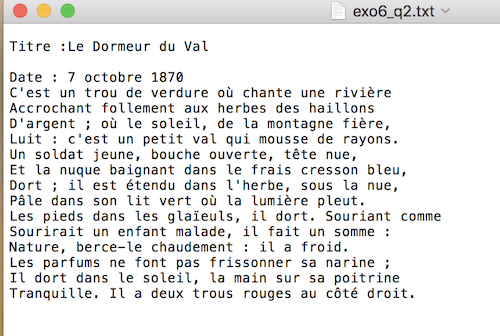 exo6_q2.txt
Titre :Le Dormeur du Val
Date : 7 octobre 1870
C'est un trou de verdure où chante une rivière
Accrochant follement aux herbes des haillons
D'argent ; où le soleil, de la montagne fière,
Luit : c'est un petit val qui mousse de rayons.
Un soldat jeune, bouche ouverte, tête nue,
Et la nuque baignant dans le frais cresson bleu,
Dort ; il est étendu dans l'herbe, sous la nue,
Pâle dans son lit vert où la lumière pleut.
Les pieds dans les glaïeuls, il dort. Souriant comme
Sourirait un enfant malade, il fait un somme :
Nature, berce-le chaudement : il a froid.
Les parfums ne font pas frissonner sa narine ;
Il dort dans le soleil, la main sur sa poitrine
Tranquille. Il a deux trous rouges au côté droit.